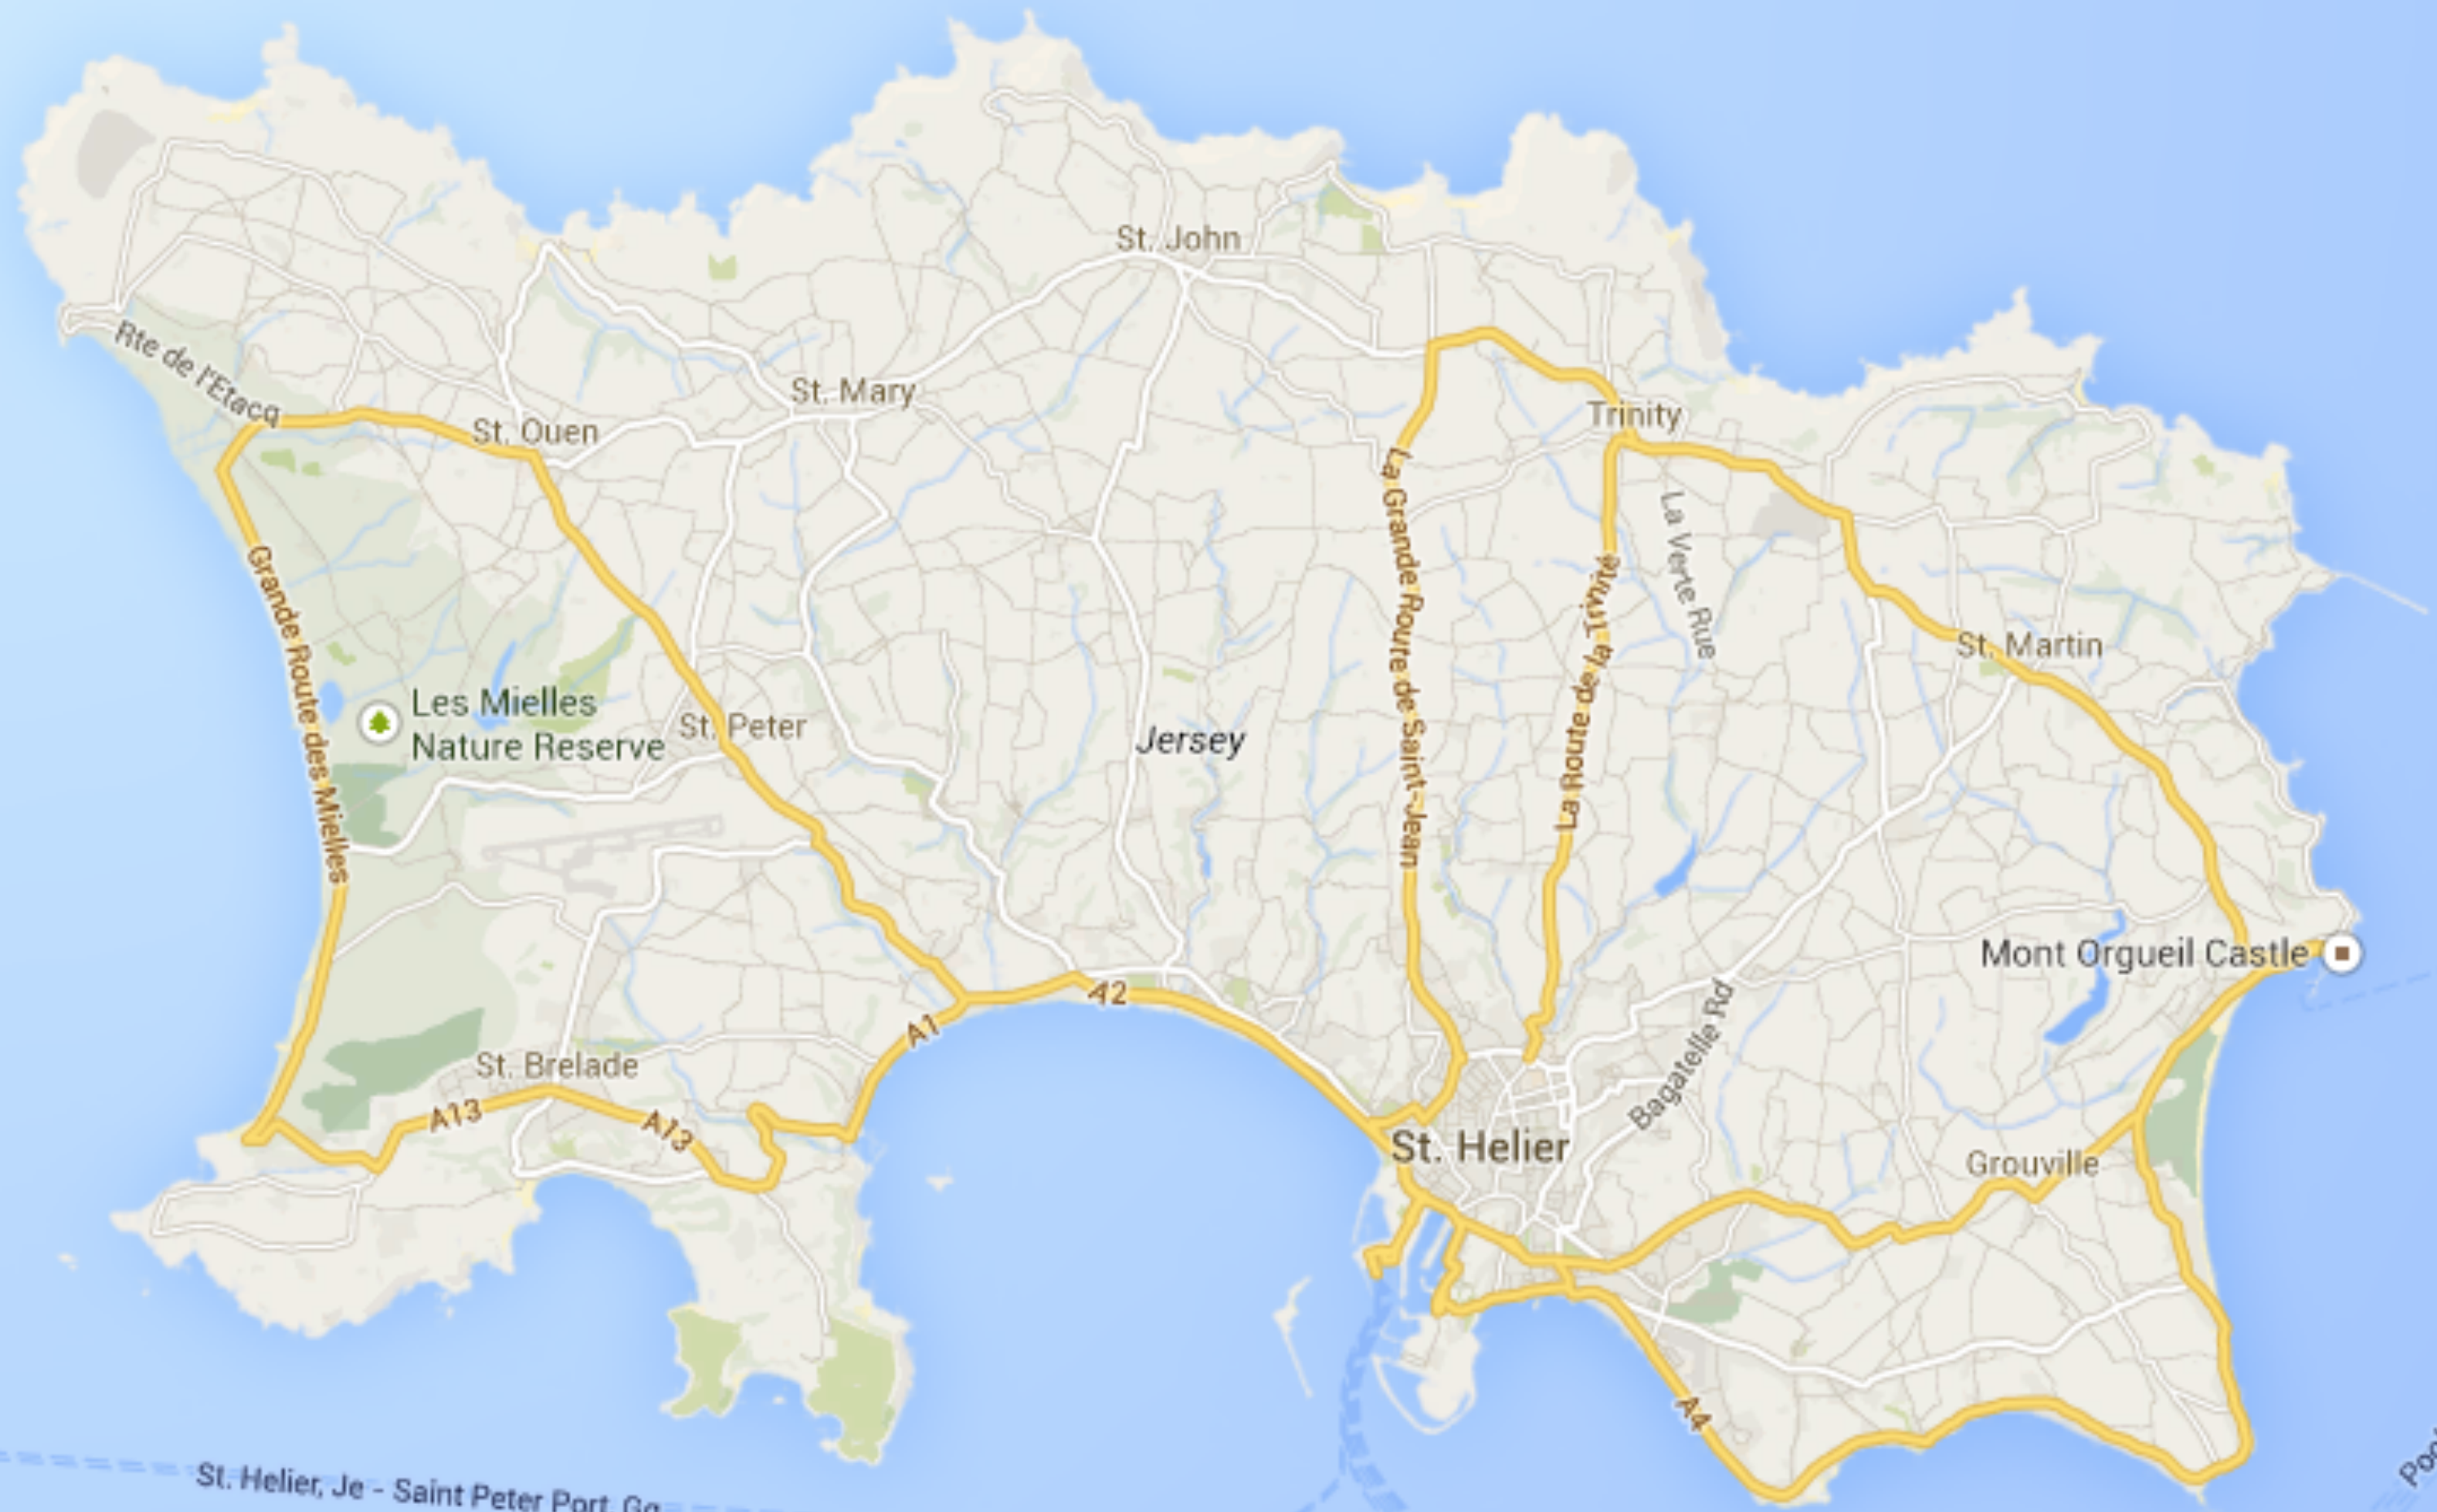 St. John
Rte de l'Etacq
St. Mary
Trinity
St. Ouen
La Grande Route de Saint-Jean
La Verte Rue
Grande Route des Mielles
La Route de la Trinité
St. Martin
Les Mielles
Nature Reserve
St. Peter
Jersey
Mont Orgueil Castle
A2
A1
Bagatelle Rd
St. Brelade
A13
A13
St. Helier
Grouville
A4
St. Helier, Je - Saint Peter Port, Gg